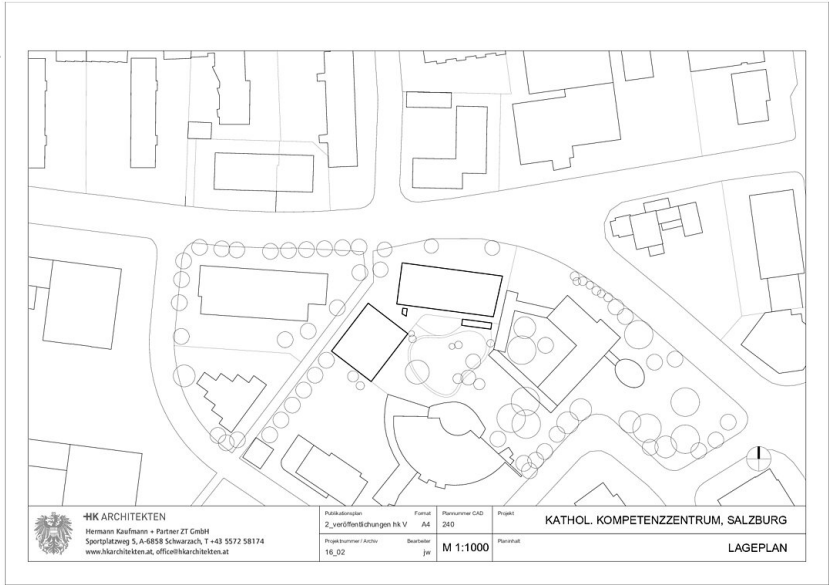 HK ARCHITEKTEN
Hermann Kaufmann + Partner ZT GmbH
Sportplatzweg 5, A-6858 Schwarzach, T +43 5572 58174
www.hkarchitekten.at, office@hkarchitekten.at
Publikationsplan Format
2_veröffentlichungen hk V A4
Projektnummer / Archiv Bearbeiter
16_02 jw
Plannummer CAD
240
M 1:1000
Projekt
KATHOL. KOMPETENZZENTRUM, SALZBURG
Planinhalt
LAGEPLAN